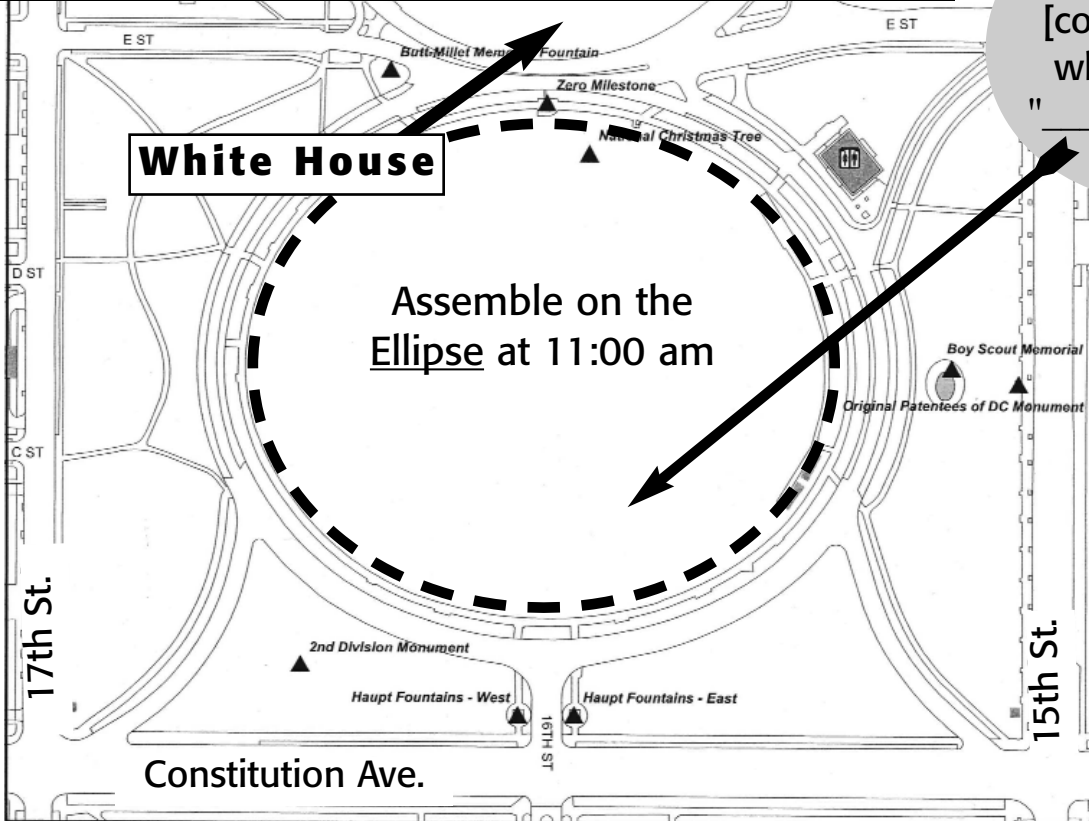 E ST
E ST
[co
wh
"
Butt-Millet Memorial Fountain
Zero Milestone
National Christmas Tree
White House
Assemble on the
Ellipse at 11:00 am
D ST
Boy Scout Memorial
Original Patentees of DC Monument
C ST
17th St.
2nd Division Monument
15th St.
Haupt Fountains - West
Haupt Fountains - East
16TH ST
Constitution Ave.